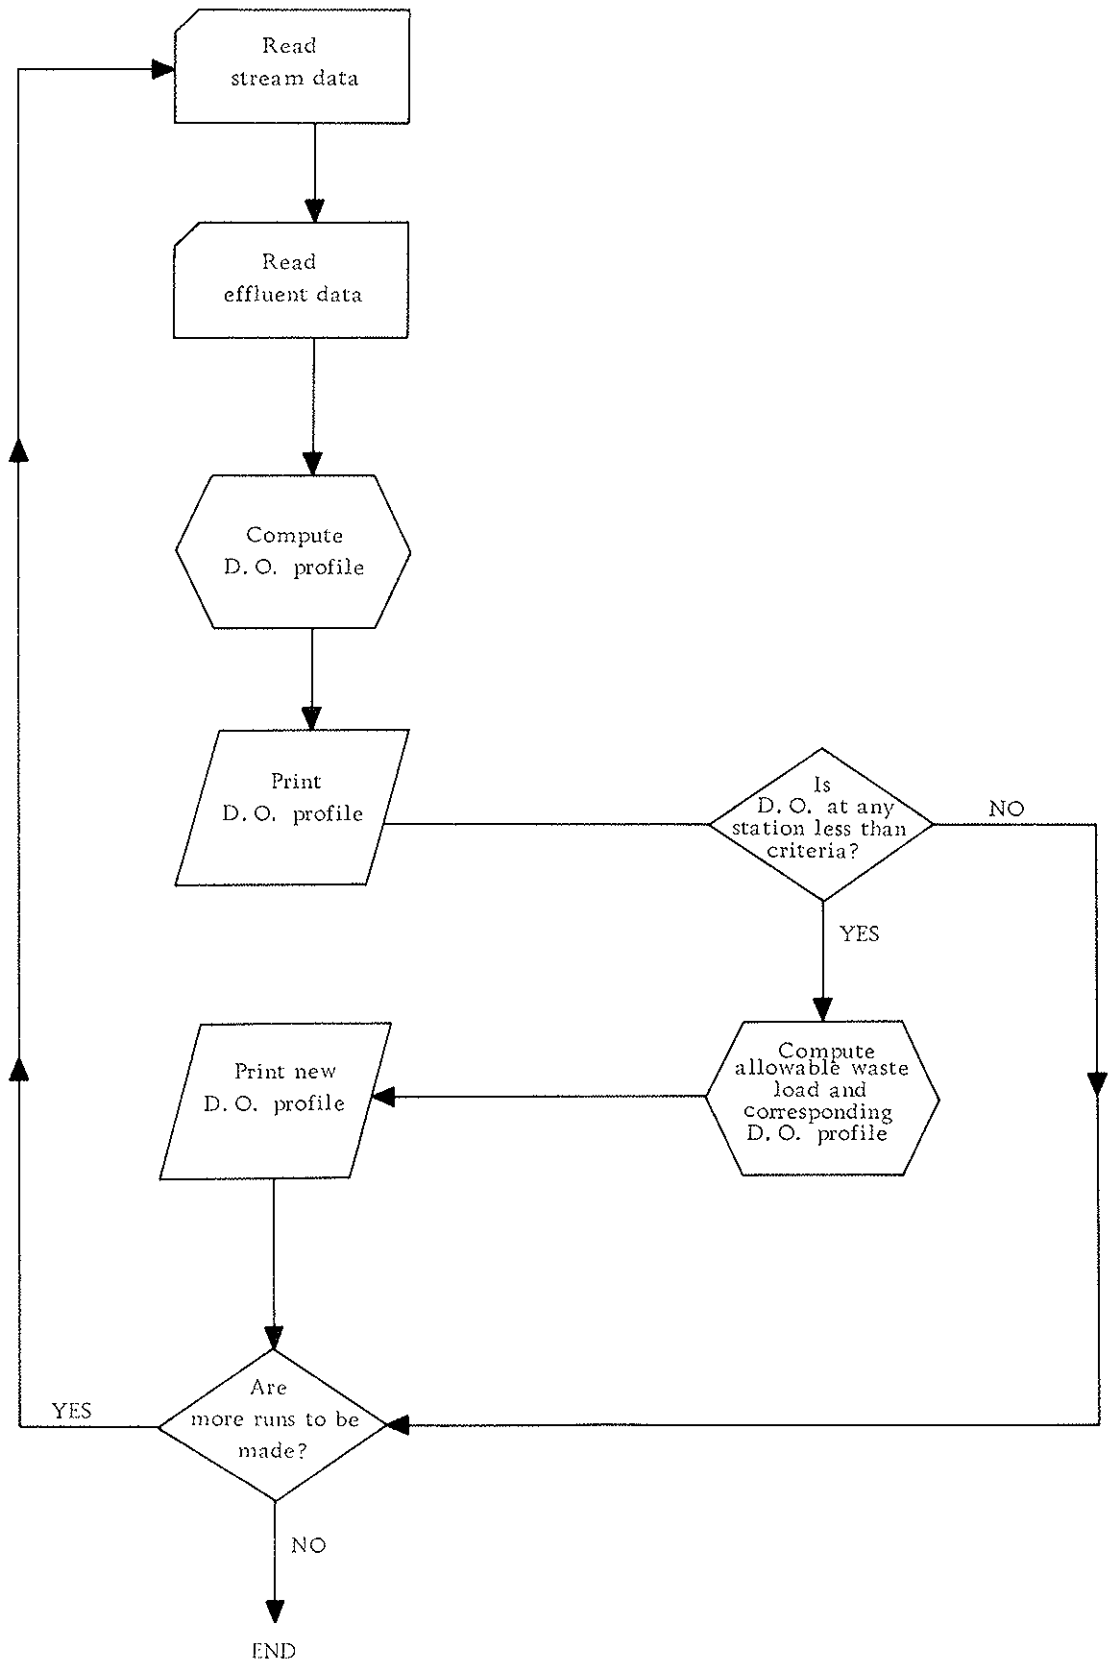 Read
stream data
Read
effluent data
Compute
D. O. profile
Print
D. O. profile
Is
D. O. at any
station less than
criteria?
NO
YES
Compute
allowable waste
load and
corresponding
D. O. profile
Print new
D. O. profile
Are
more runs to be
made?
YES
NO
END